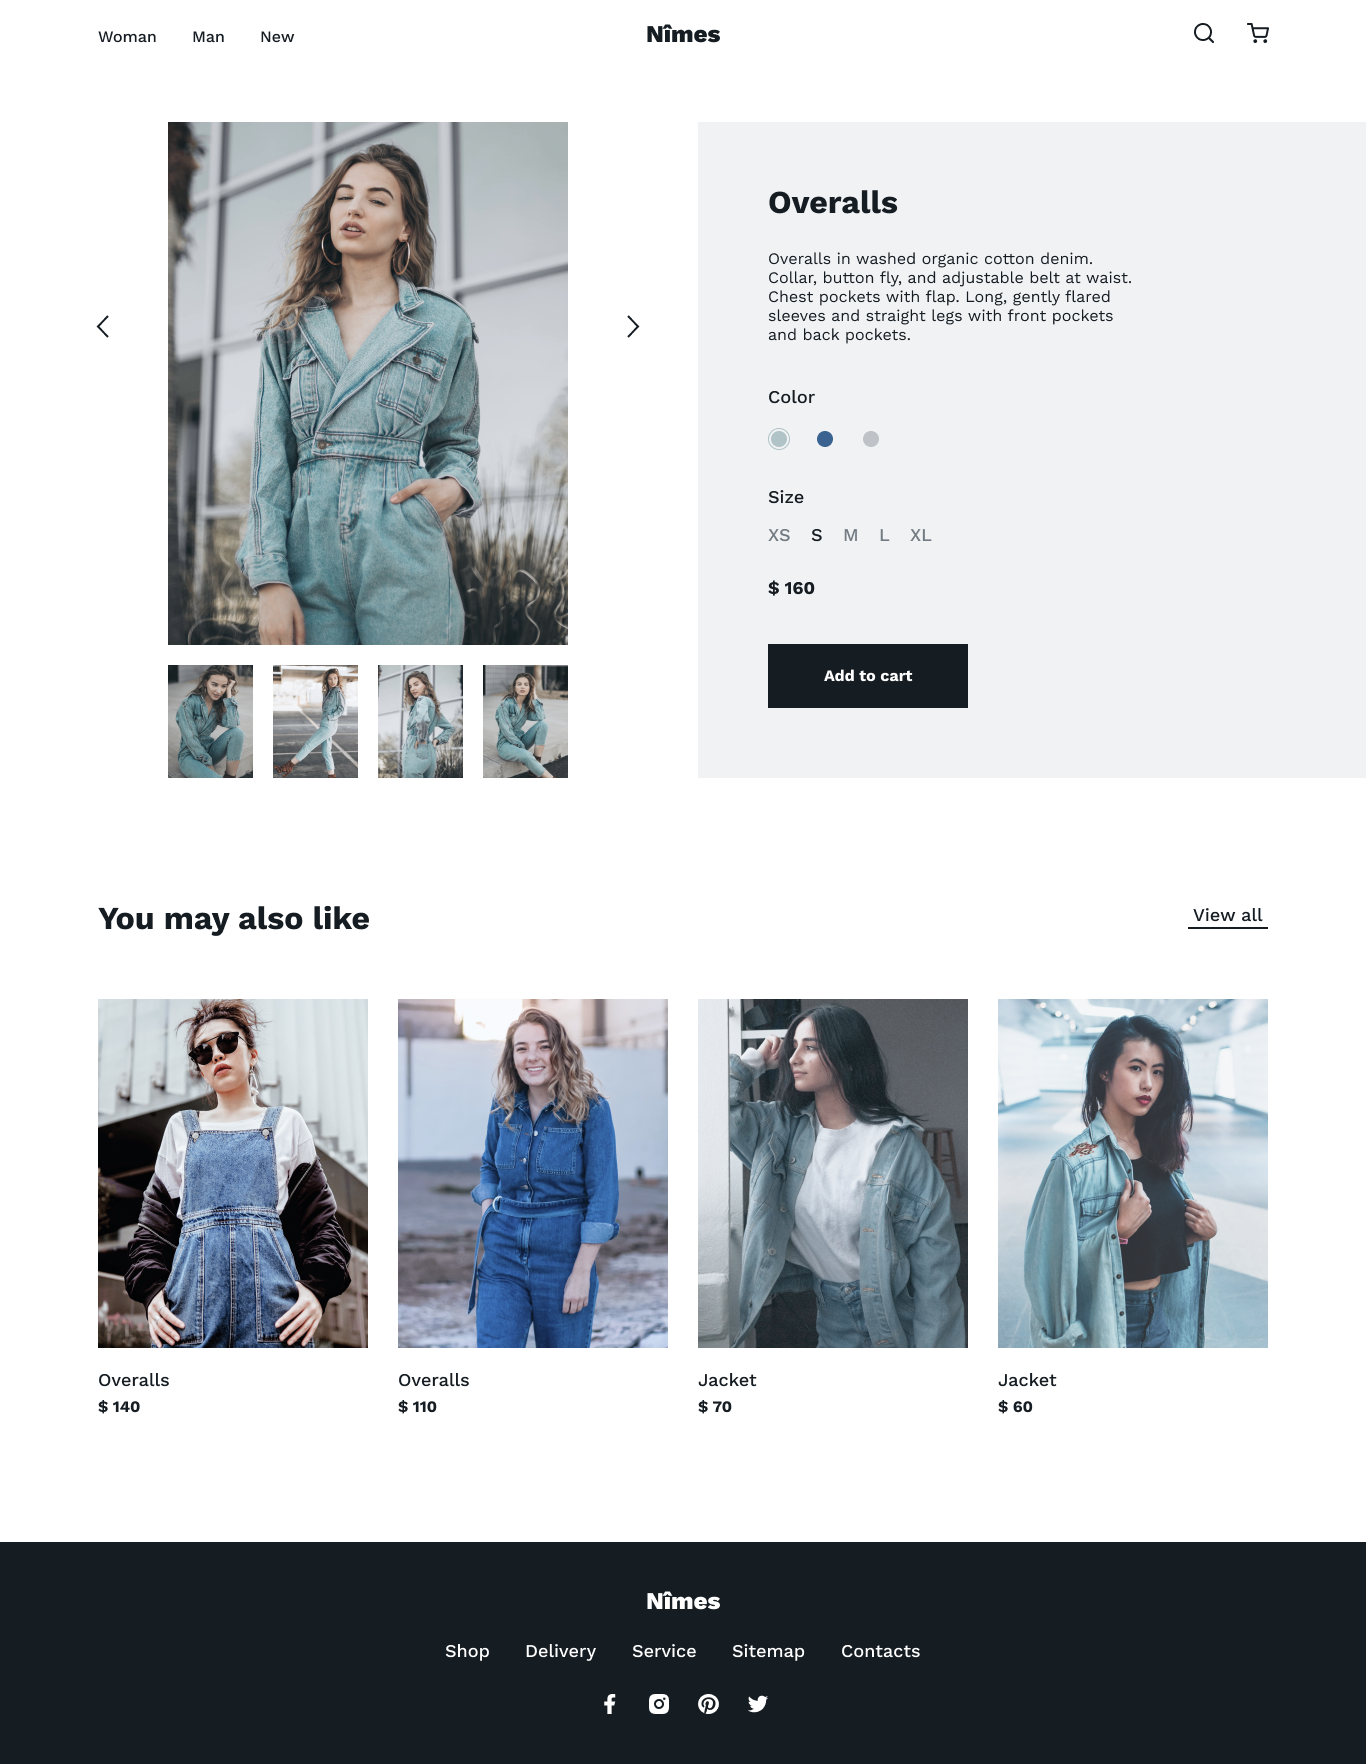 Woman Man New
Nîmes
Overalls
Overalls in washed organic cotton denim.
Collar, button fly, and adjustable belt at waist.
Chest pockets with flap. Long, gently flared
sleeves and straight legs with front pockets
and back pockets.
Color
Size
XS S M L XL
$ 160
Add to cart
You may also like
View all
Overalls
$ 140
Overalls
$ 110
Jacket
$ 70
Jacket
$ 60
Nîmes
Shop Delivery Service Sitemap Contacts